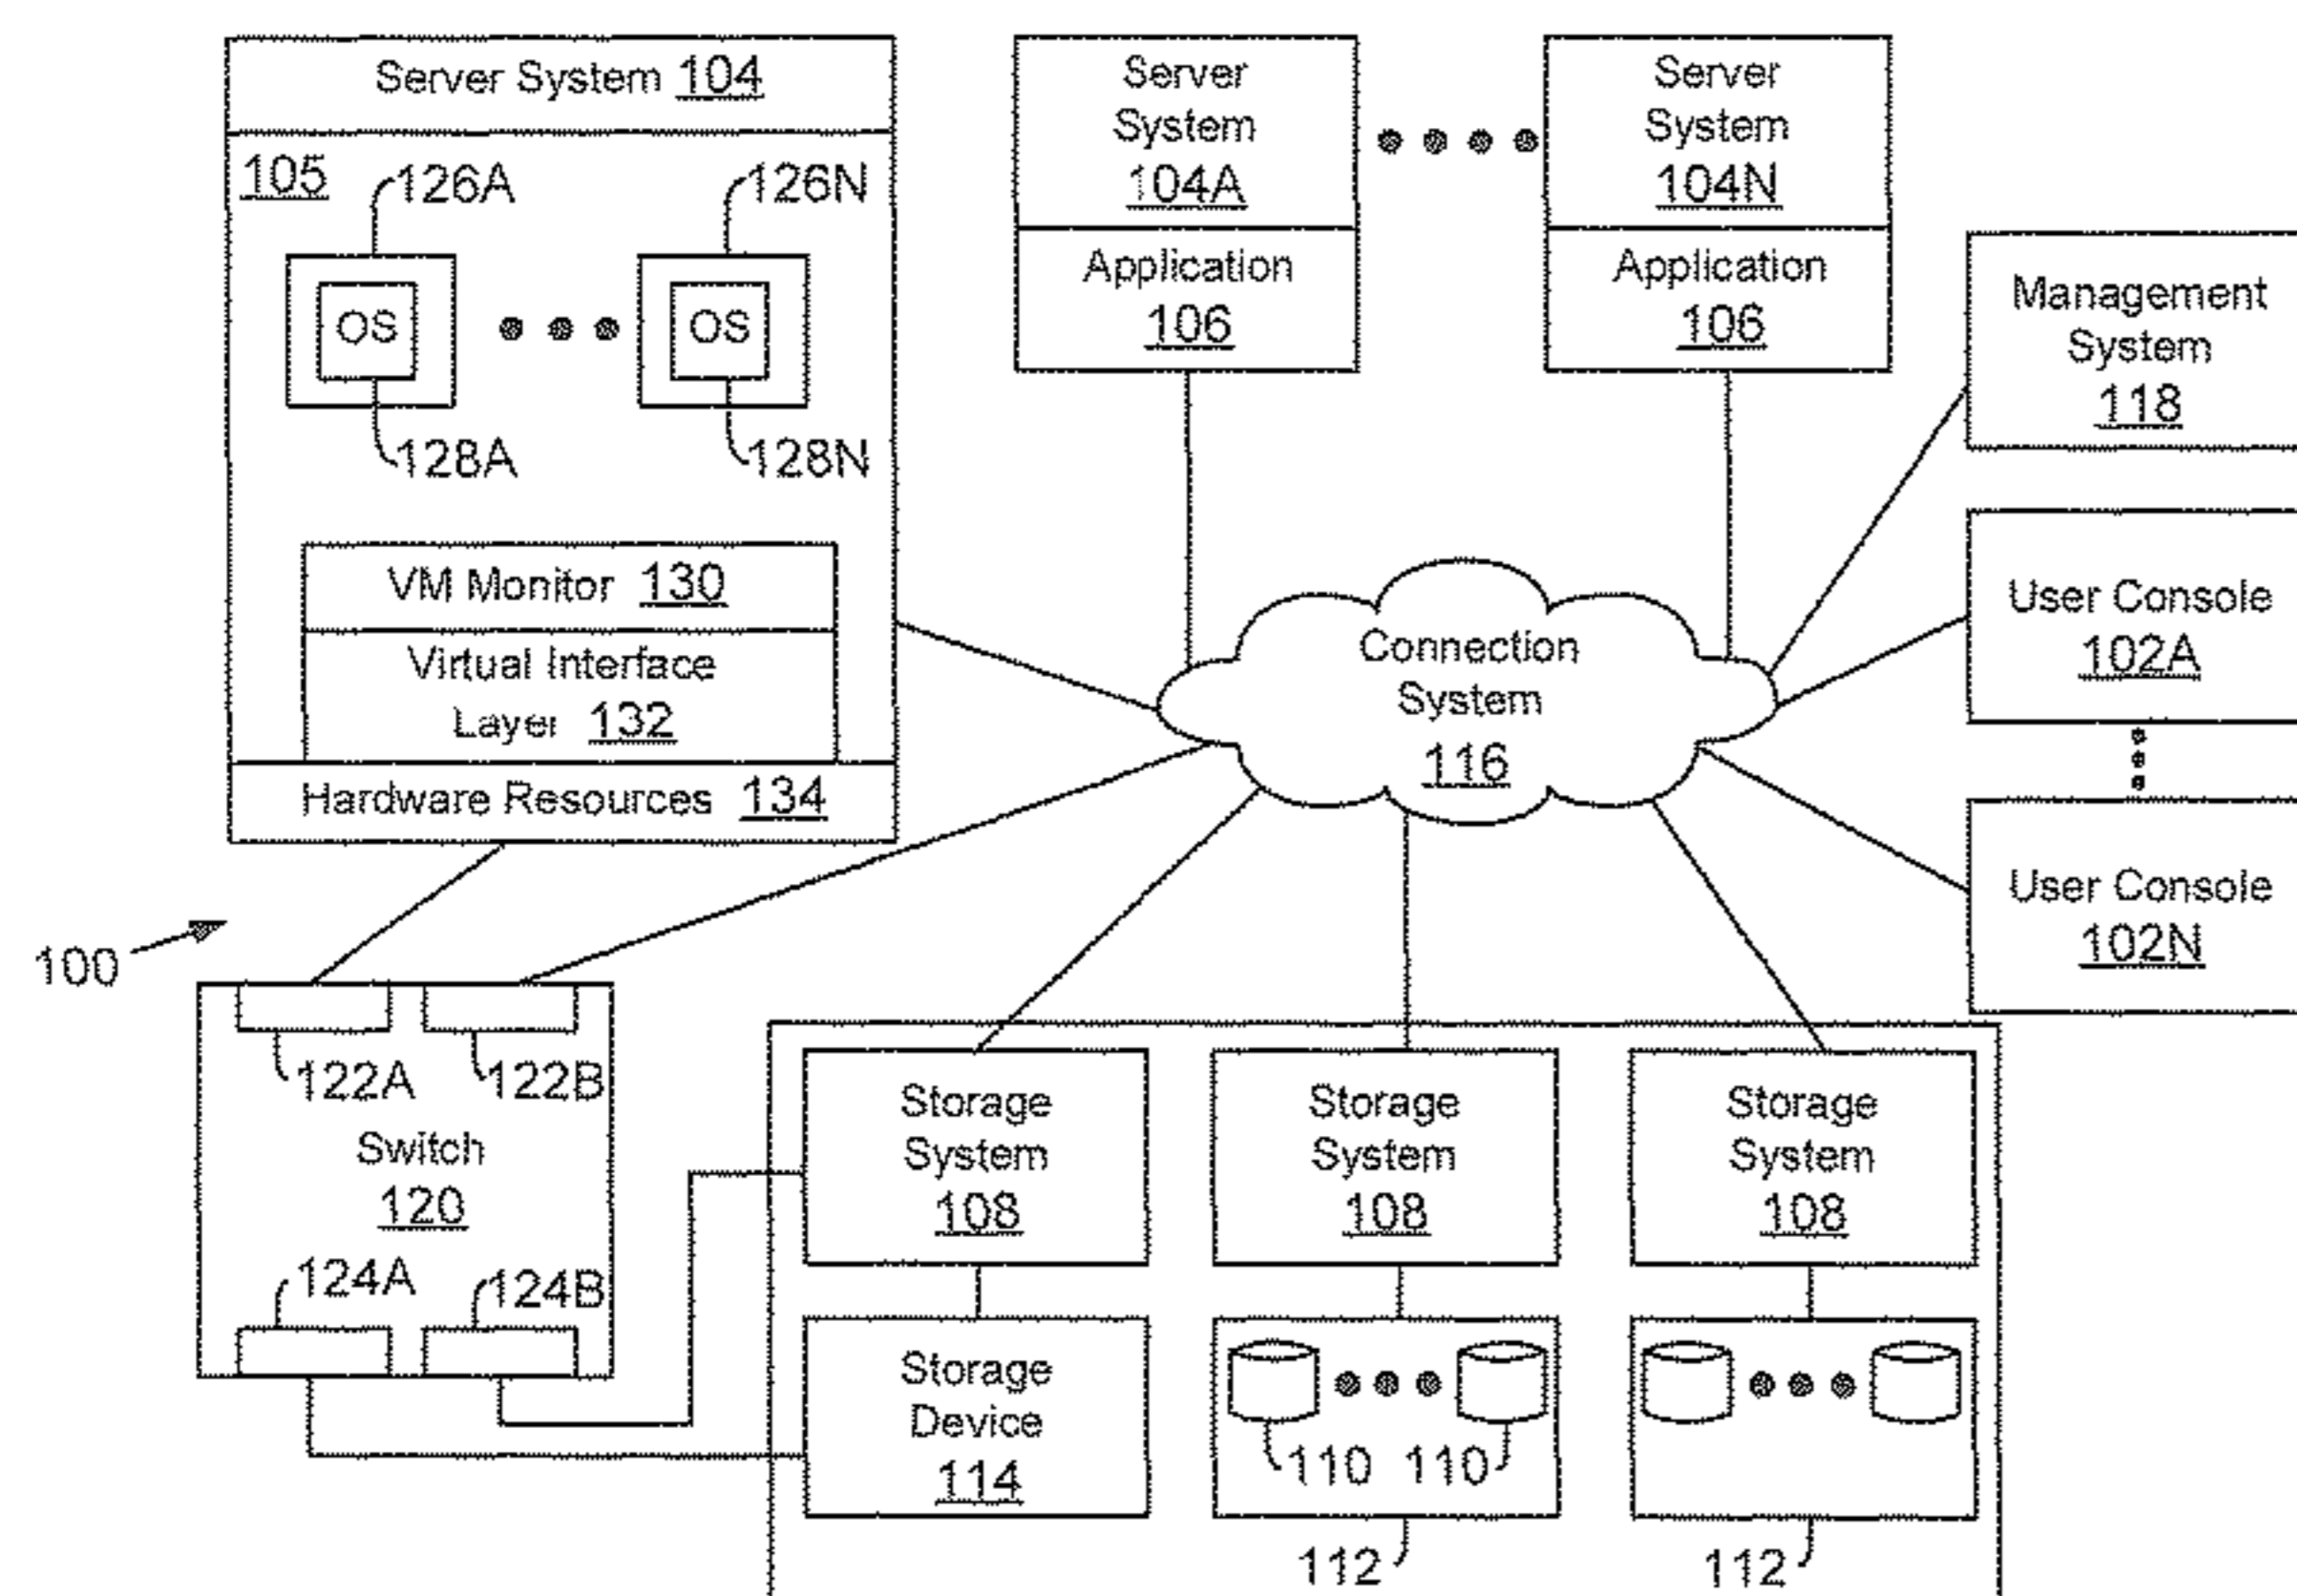 Server System 104
105
126A
126N
OS
OS
128A
128N
VM Monitor 130
Virtual Interface
Layer 132
Hardware Resources 134
Server
System
104A
Application
106
Server
System
104N
Application
106
Management
System
118
User Console
102A
User Console
102N
Connection
System
116
100
122A
122B
Switch
120
124A
124B
Storage
System
108
Storage
System
108
Storage
System
108
Storage
Device
114
110
110
112
112